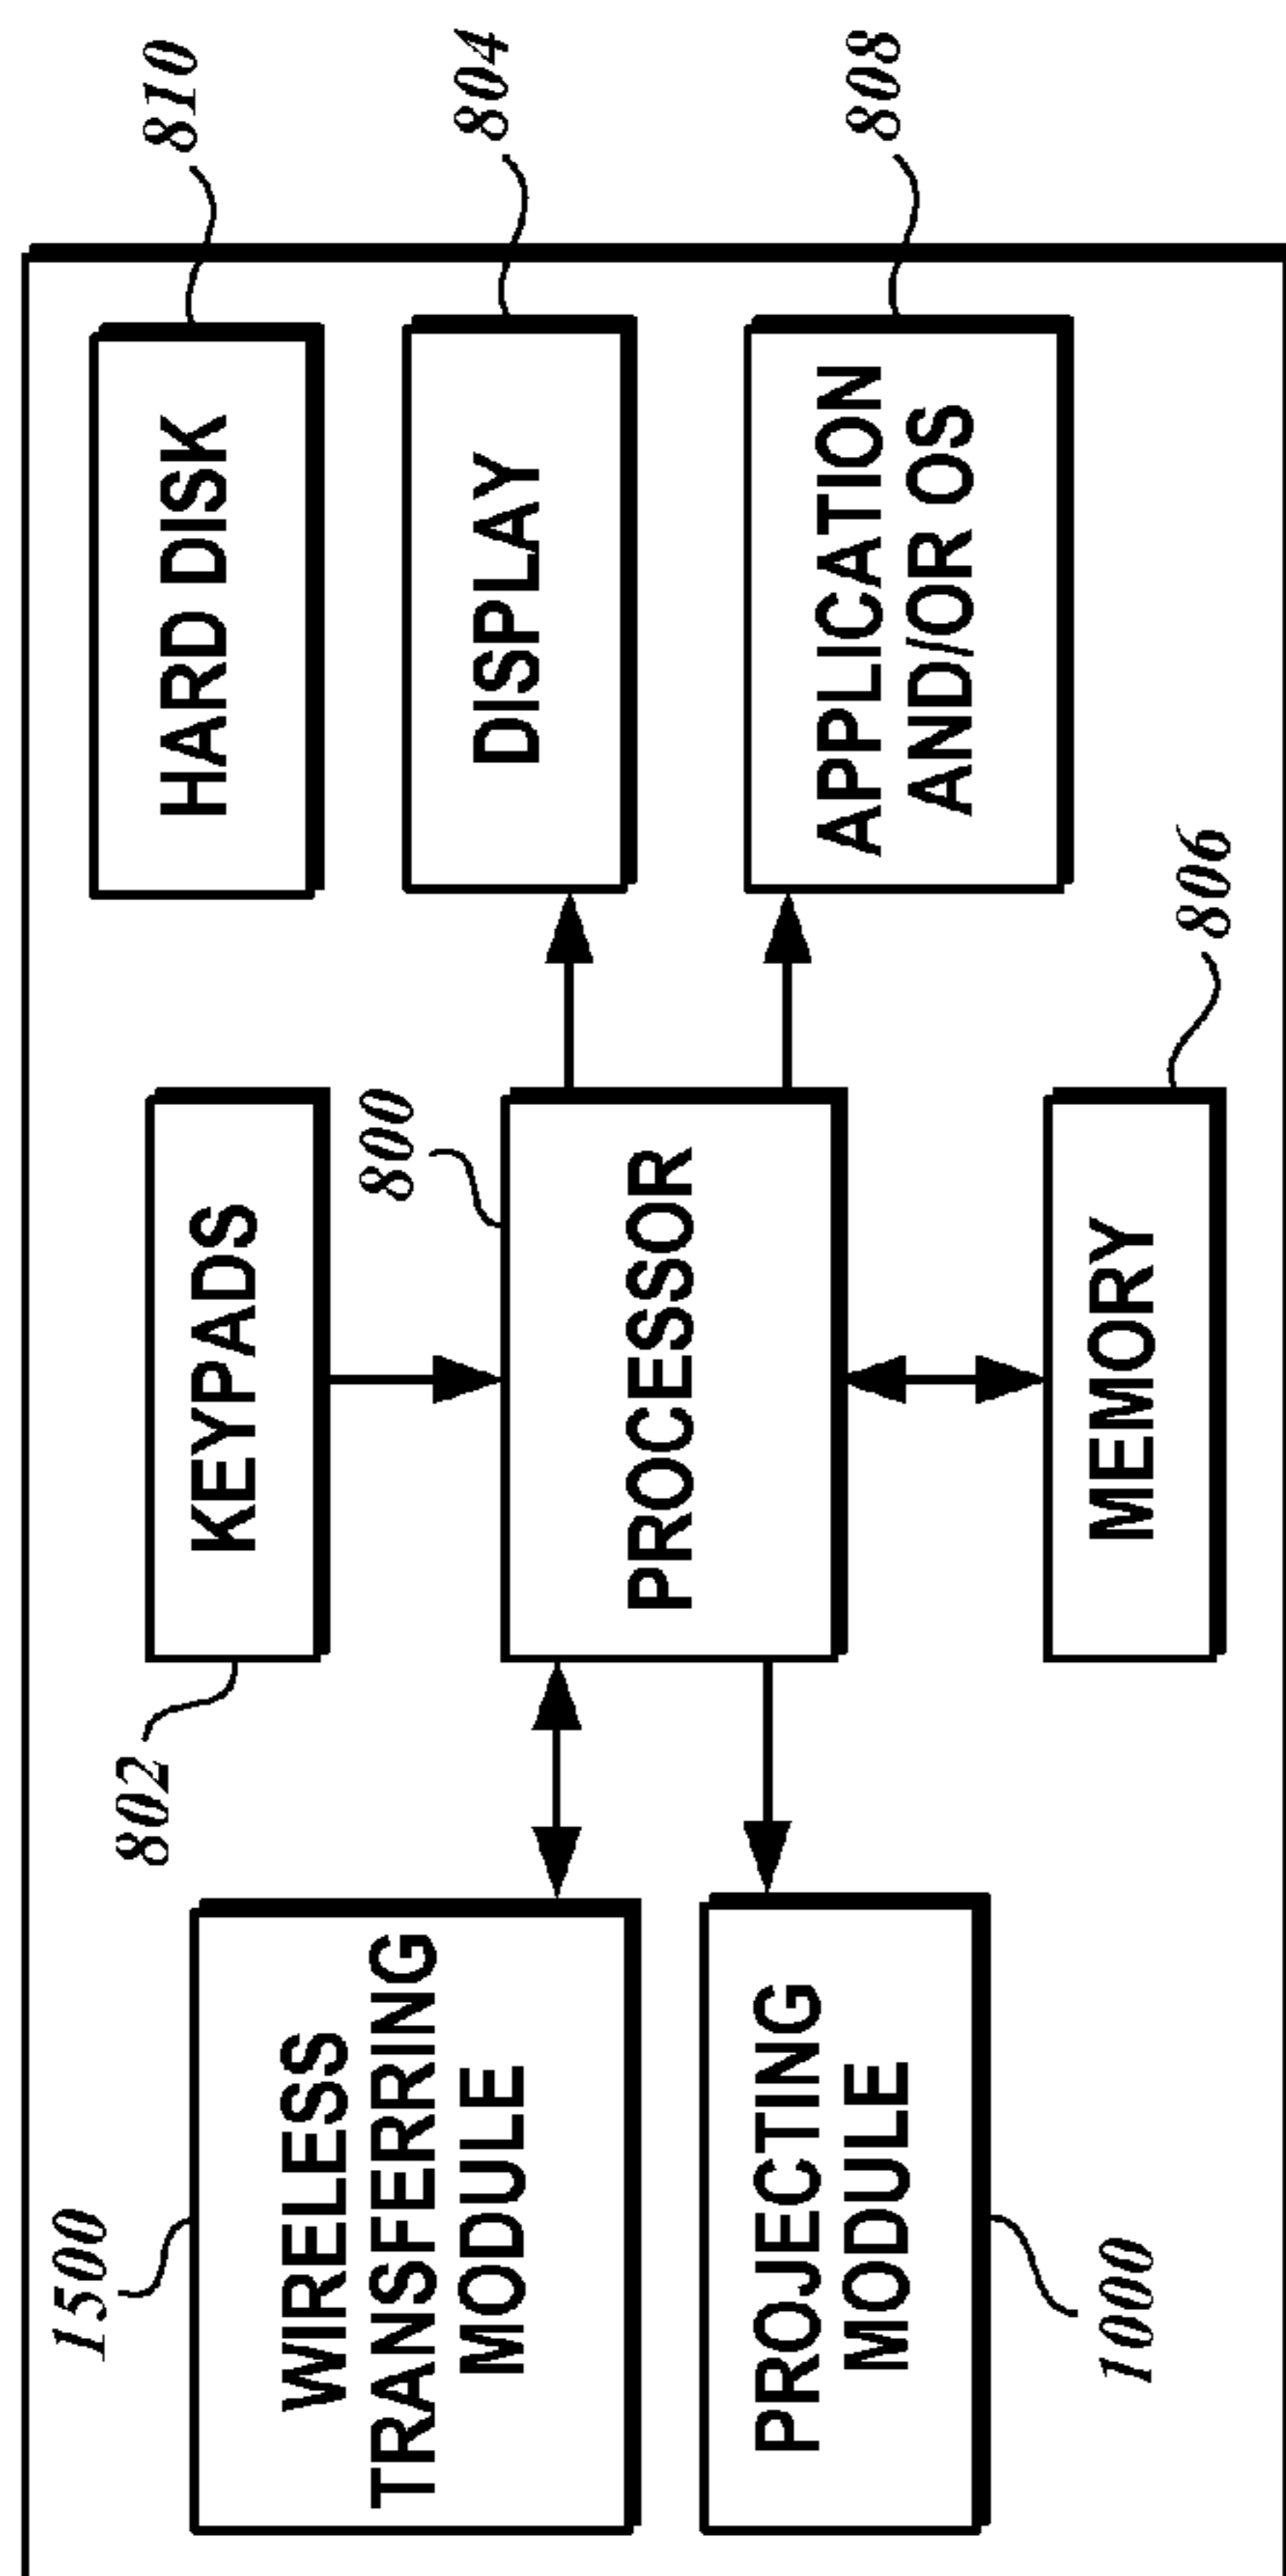 1500
WIRELESS
TRANSFERRING
MODULE
PROJECTING
MODULE
1000
802
KEYPADS
800
PROCESSOR
MEMORY
806
810
HARD DISK
804
DISPLAY
808
APPLICATION
AND/OR OS